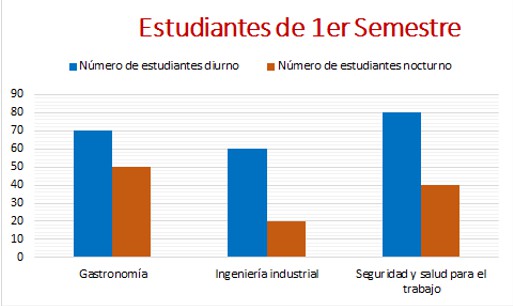 Estudiantes de 1er Semestre
Número de estudiantes diurno Número de estudiantes nocturno
90
80
70
60
50
40
30
20
10
0
Gastronomía Ingeniería industrial Seguridad y salud para el
trabajo